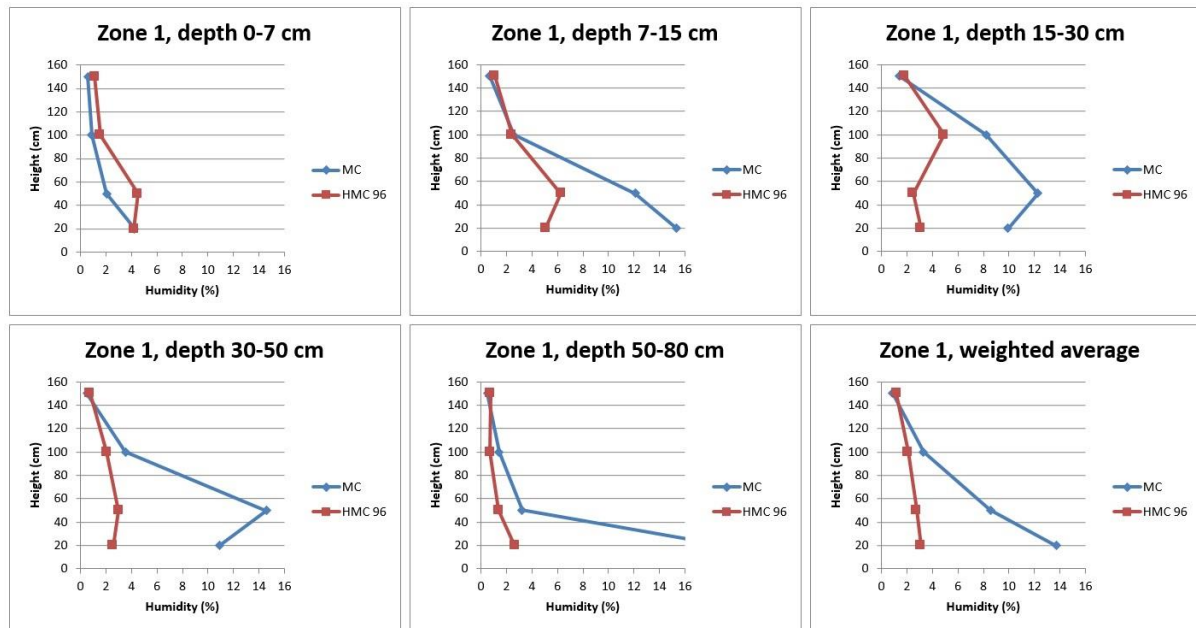 Zone 1, depth 0-7 cm
160
140
120
100
80
60
40
20
0
Height (cm)
0 2 4 6 8 10 12 14 16
Humidity (%)
MC
HMC 96
Zone 1, depth 7-15 cm
160
140
120
100
80
60
40
20
0
Height (cm)
0 2 4 6 8 10 12 14 16
Humidity (%)
MC
HMC 96
Zone 1, depth 15-30 cm
160
140
120
100
80
60
40
20
0
Height (cm)
0 2 4 6 8 10 12 14 16
Humidity (%)
MC
HMC 96
Zone 1, depth 30-50 cm
160
140
120
100
80
60
40
20
0
Height (cm)
0 2 4 6 8 10 12 14 16
Humidity (%)
MC
HMC 96
Zone 1, depth 50-80 cm
160
140
120
100
80
60
40
20
0
Height (cm)
0 2 4 6 8 10 12 14 16
Humidity (%)
MC
HMC 96
Zone 1, weighted average
160
140
120
100
80
60
40
20
0
Height (cm)
0 2 4 6 8 10 12 14 16
Humidity (%)
MC
HMC 96